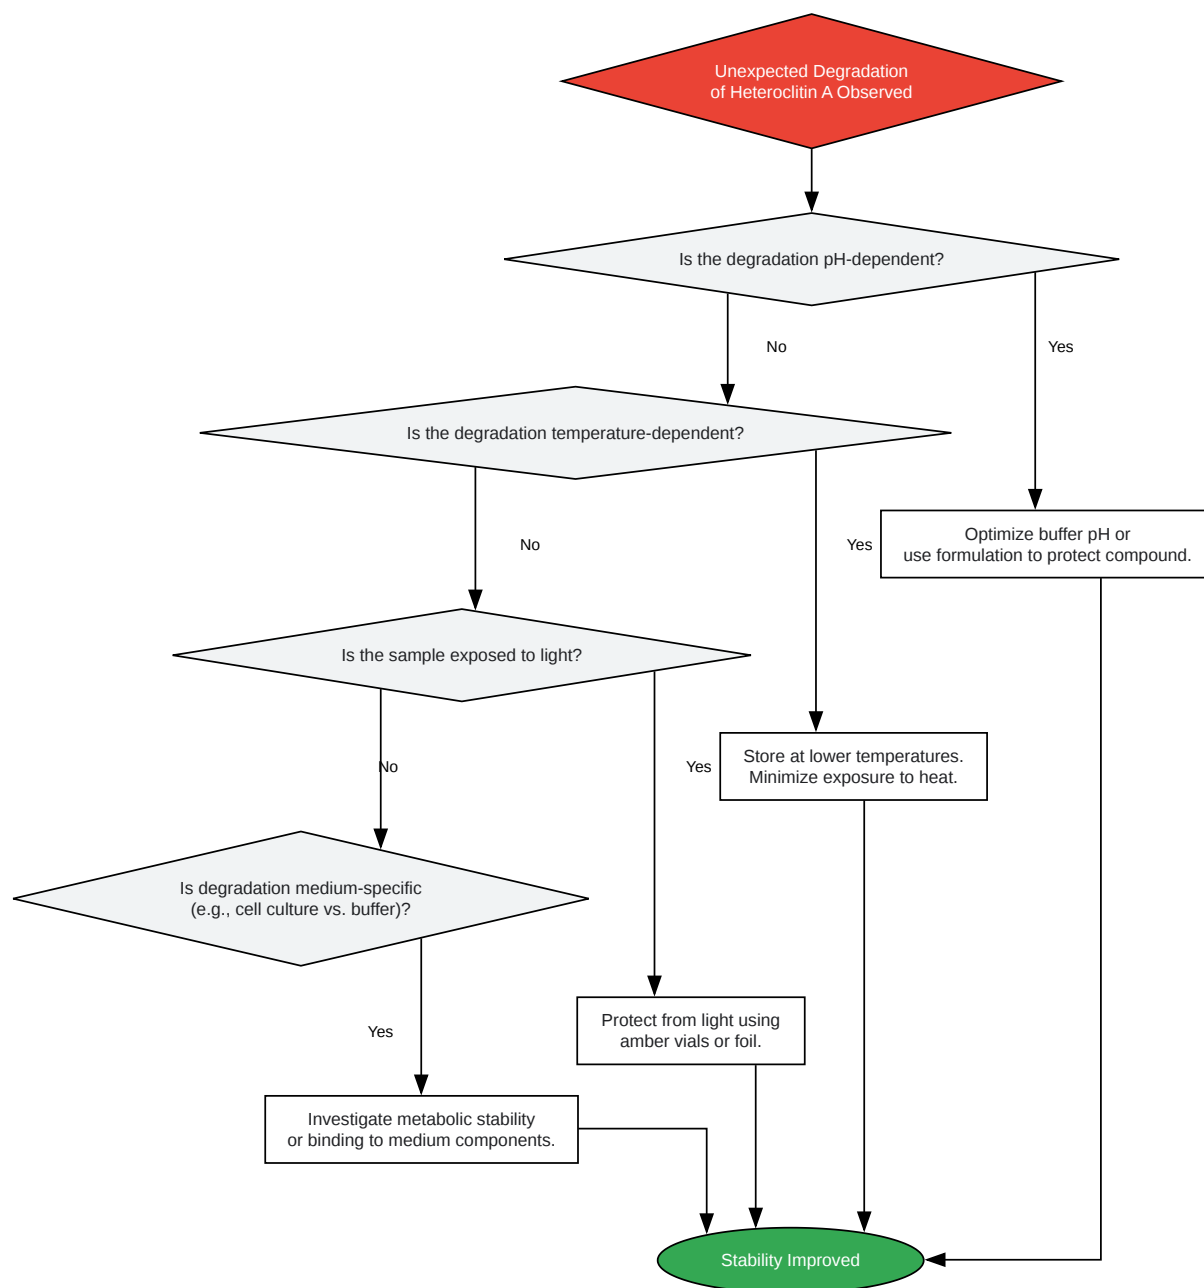 Unexpected Degradation
of Heteroclitin A Observed
Is the degradation pH-dependent?
No
Yes
Is the degradation temperature-dependent?
Optimize buffer pH or
use formulation to protect compound.
No
Yes
Is the sample exposed to light?
Store at lower temperatures.
Minimize exposure to heat.
No
Yes
Is degradation medium-specific
(e.g., cell culture vs. buffer)?
Protect from light using
amber vials or foil.
Yes
Investigate metabolic stability
or binding to medium components.
Stability Improved